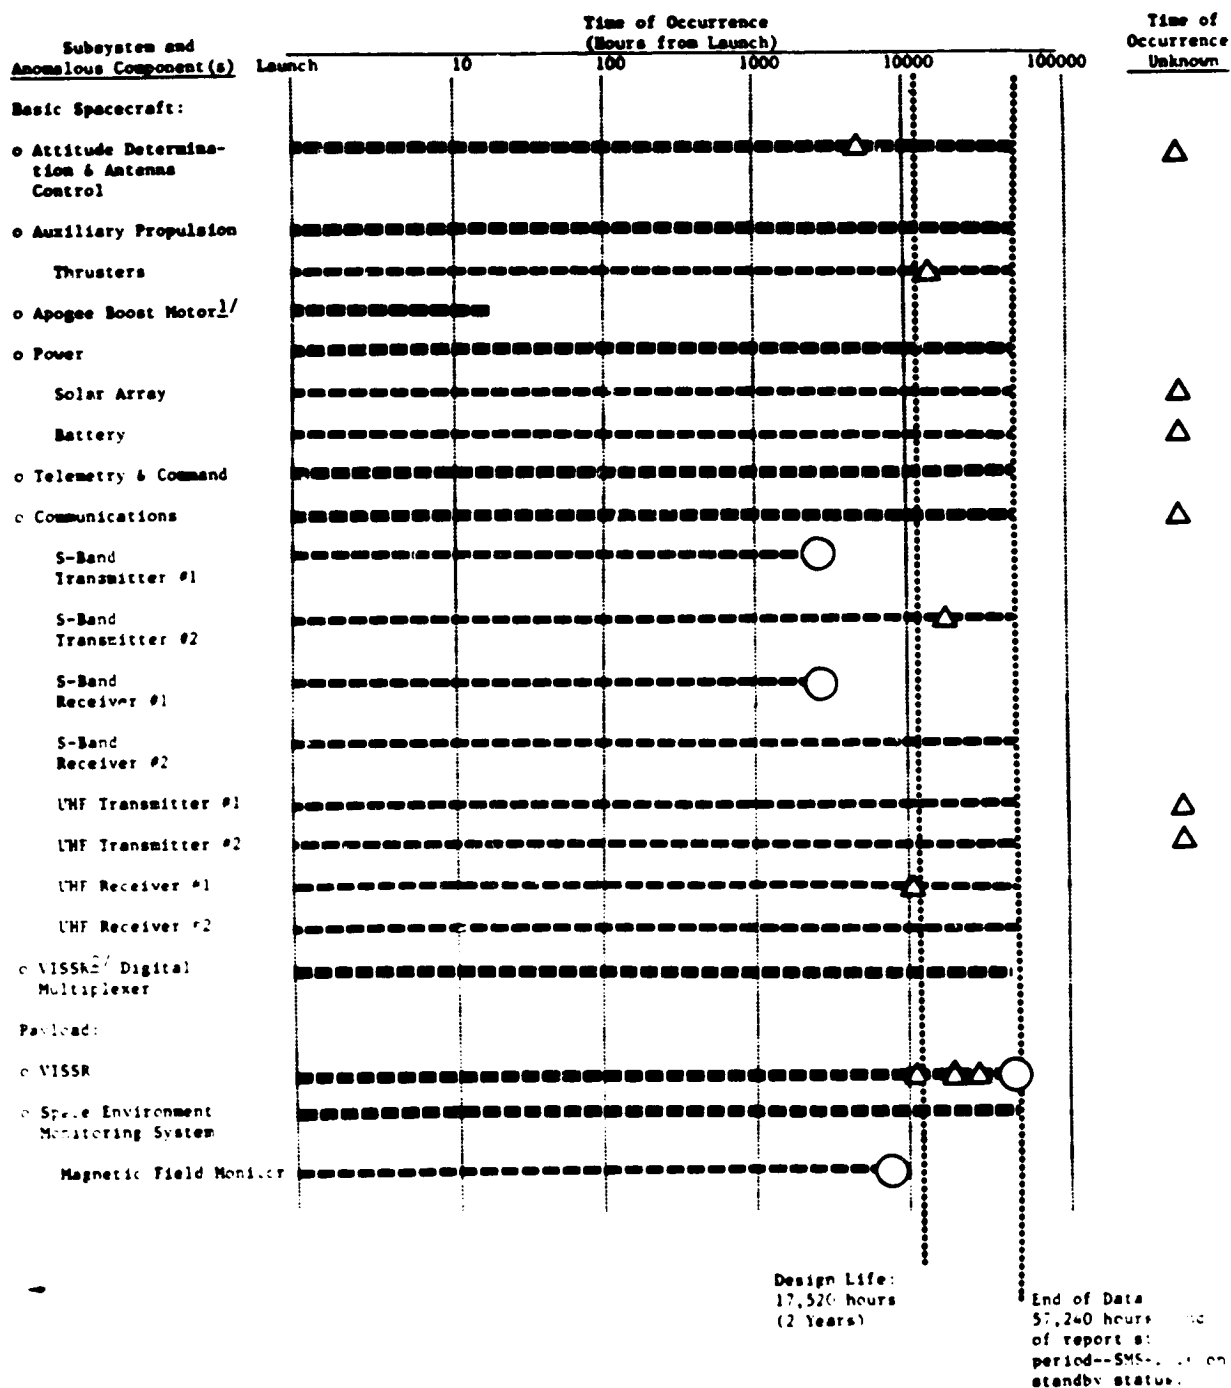 Time of Occurrence
(Hours from Launch)
Time of
Occurrence
Unknown
Subsystem and
Anomalous Component(s)
Launch 10 100 1000 10000 100000
Basic Spacecraft:
o Attitude Determina-
tion & Antenna
Control
o Auxiliary Propulsion
Thrusters
o Apogee Boost Motor1/
o Power
Solar Array
Battery
o Telemetry & Command
o Communications
S-Band
Transmitter #1
S-Band
Transmitter #2
S-Band
Receiver #1
S-Band
Receiver #2
UHF Transmitter #1
UHF Transmitter #2
UHF Receiver #1
UHF Receiver #2
o VISSR2/ Digital
Multiplexer
Payload:
o VISSR
o Space Environment
Monitoring System
Magnetic Field Monitor
Design Life:
17,520 hours
(2 Years)
End of Data
57,240 hours
of report
period--SMS- on
standby status.